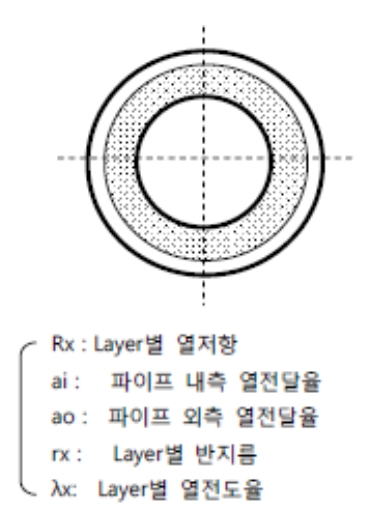 Rx : Layer별 열저항
ai : 파이프 내측 열전달율
ao : 파이프 외측 열전달율
rx : Layer별 반지름
λx: Layer별 열전도율